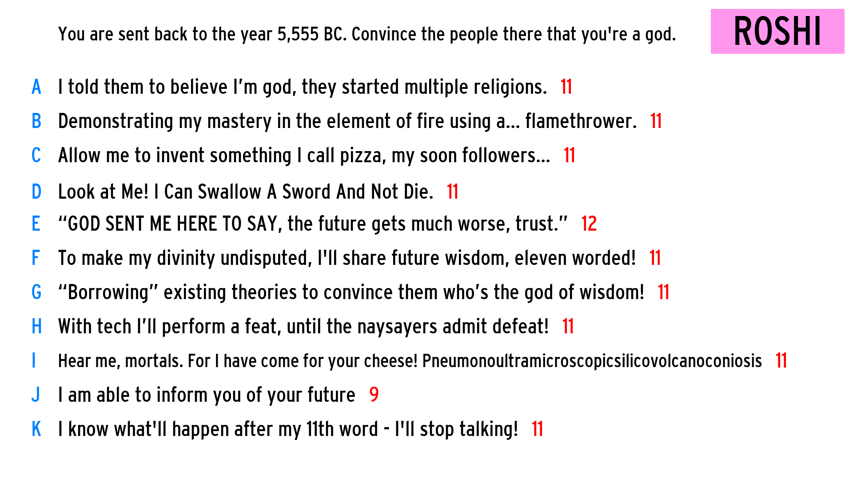 You are sent back to the year 5,555 BC. Convince the people there that you're a god.
ROSHI
A I told them to believe I'm god, they started multiple religions. 11
B Demonstrating my mastery in the element of fire using a... flamethrower. 11
C Allow me to invent something I call pizza, my soon followers... 11
D Look at Me! I Can Swallow A Sword And Not Die. 11
E “GOD SENT ME HERE TO SAY, the future gets much worse, trust.” 12
F To make my divinity undisputed, I'll share future wisdom, eleven worded! 11
G “Borrowing” existing theories to convince them who's the god of wisdom! 11
H With tech I'll perform a feat, until the naysayers admit defeat! 11
I Hear me, mortals. For I have come for your cheese! Pneumonoultramicroscopicsilicovolcanoconiosis 11
J I am able to inform you of your future 9
K I know what'll happen after my 11th word - I'll stop talking! 11